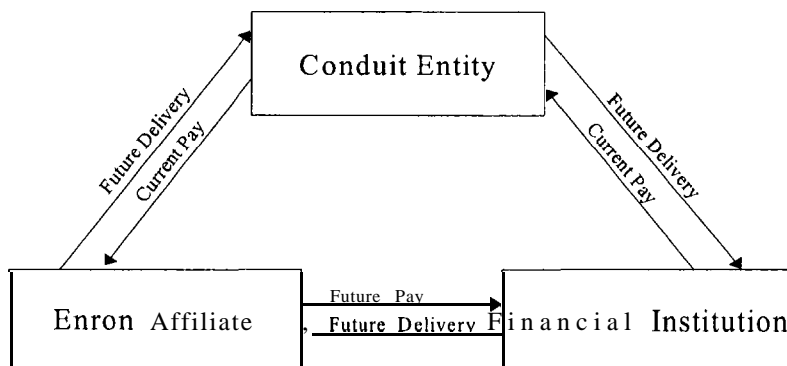 Conduit Entity
Future Delivery
Current Pay
Future Delivery
Current Pay
Future Pay
Enron Affiliate
Future Delivery
Financial Institution